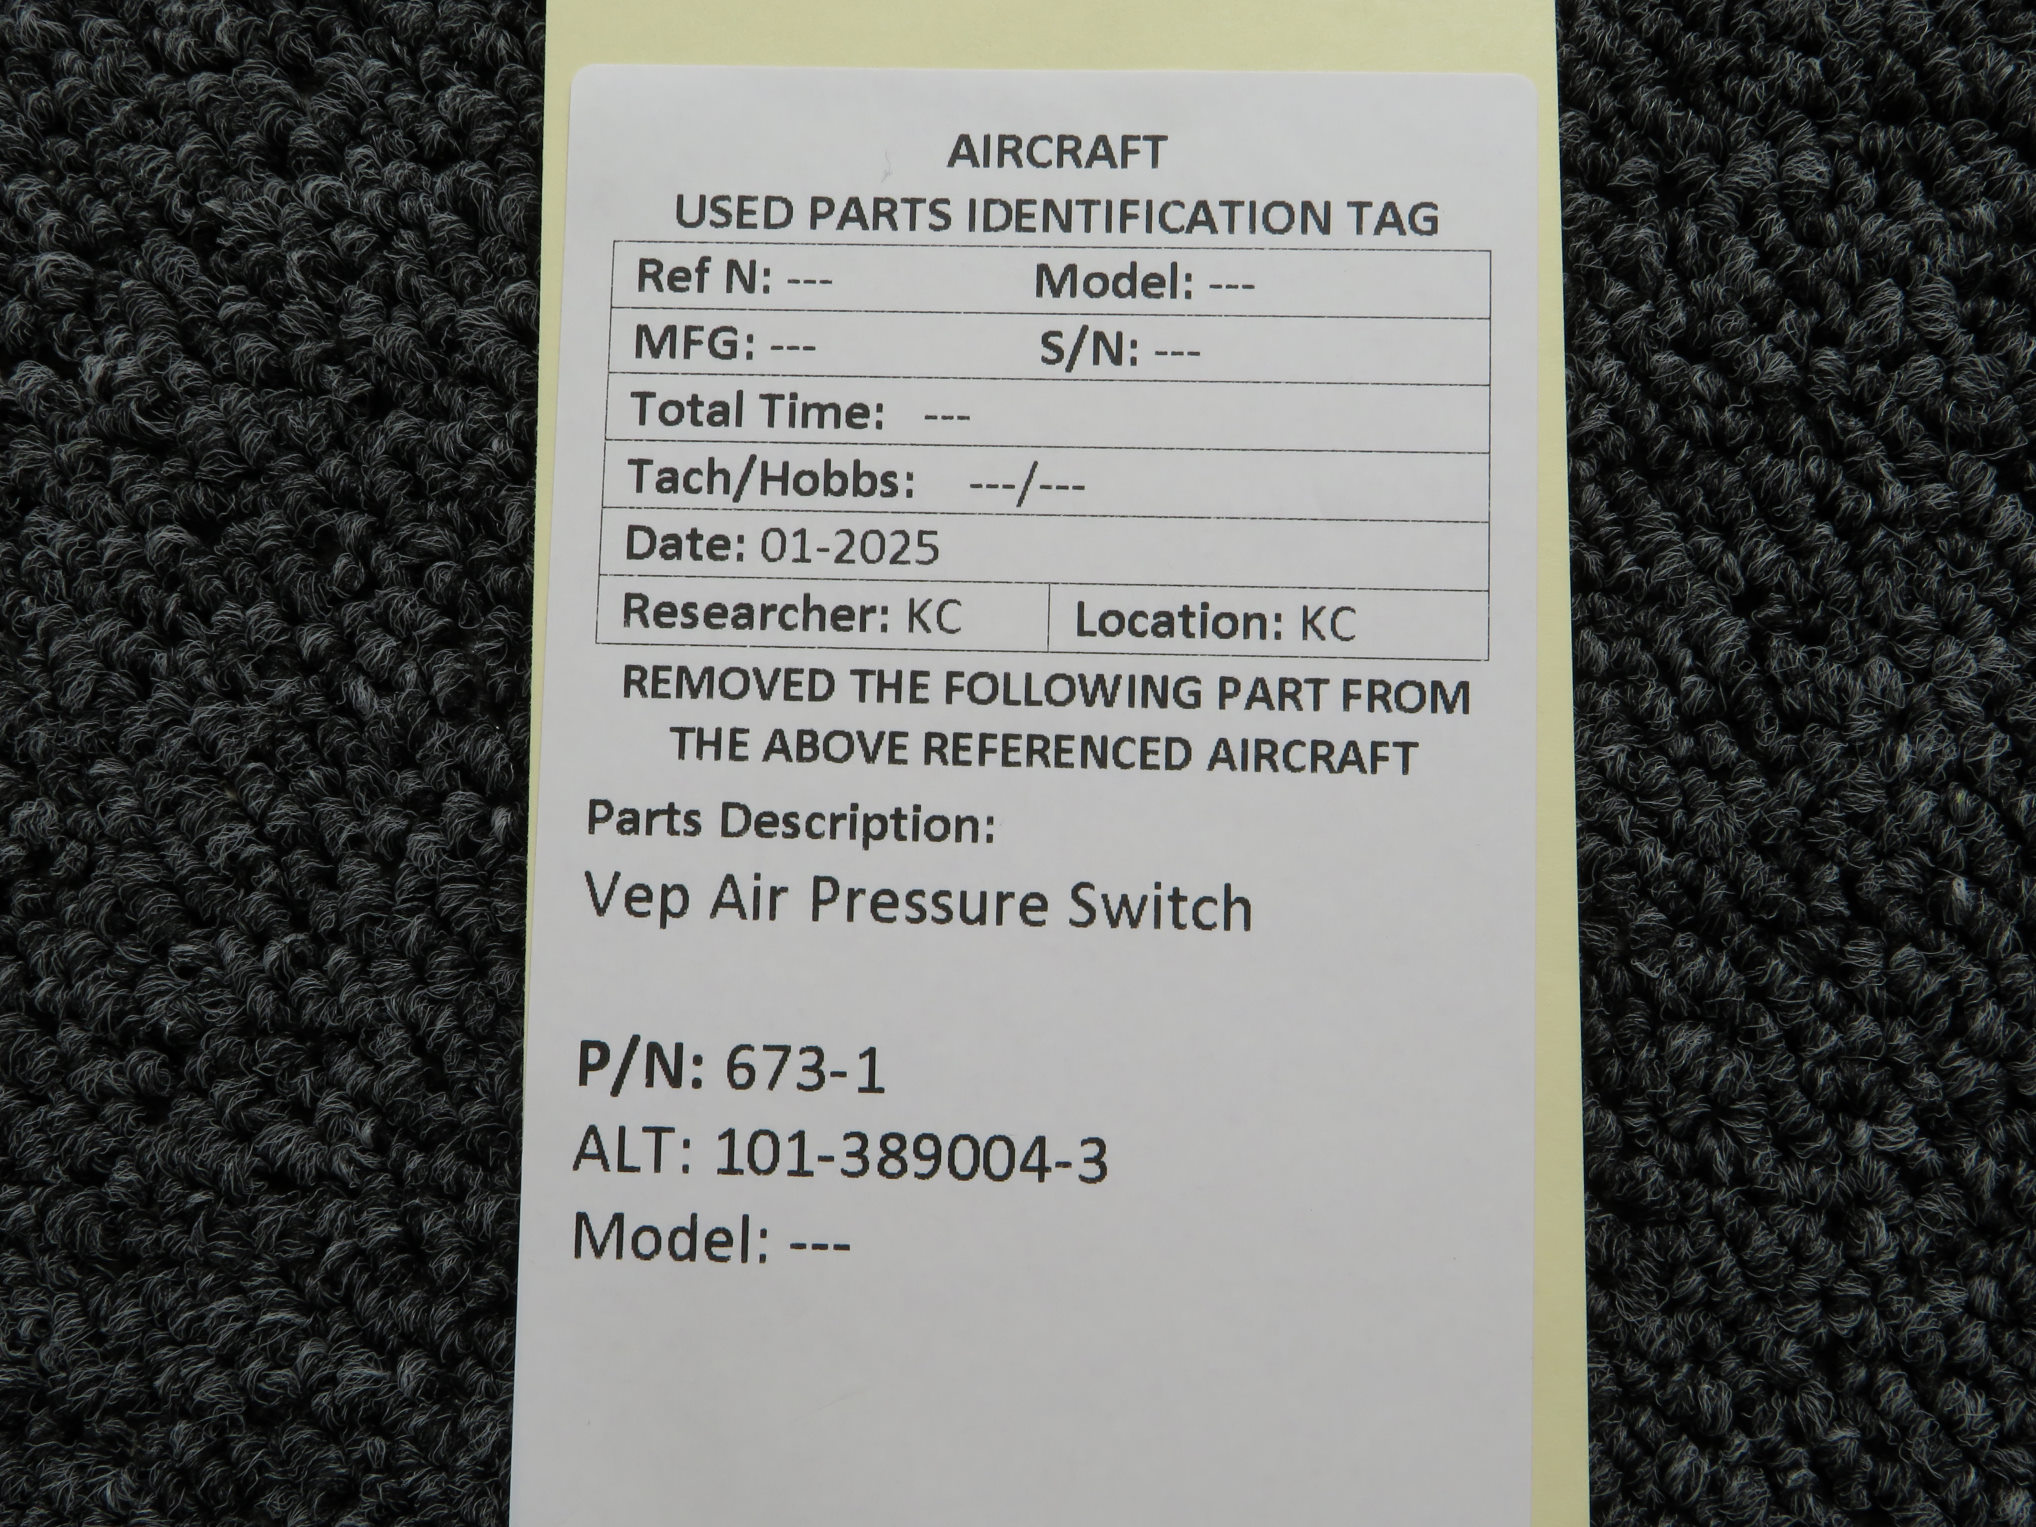 AIRCRAFT
USED PARTS IDENTIFICATION TAG
Ref N: --- Model: ---
MFG: --- S/N: ---
Total Time: ---
Tach/Hobbs: ---/---
Date: 01-2025
Researcher: KC Location: KC
REMOVED THE FOLLOWING PART FROM
THE ABOVE REFERENCED AIRCRAFT
Parts Description:
Vep Air Pressure Switch
P/N: 673-1
ALT: 101-389004-3
Model: ---